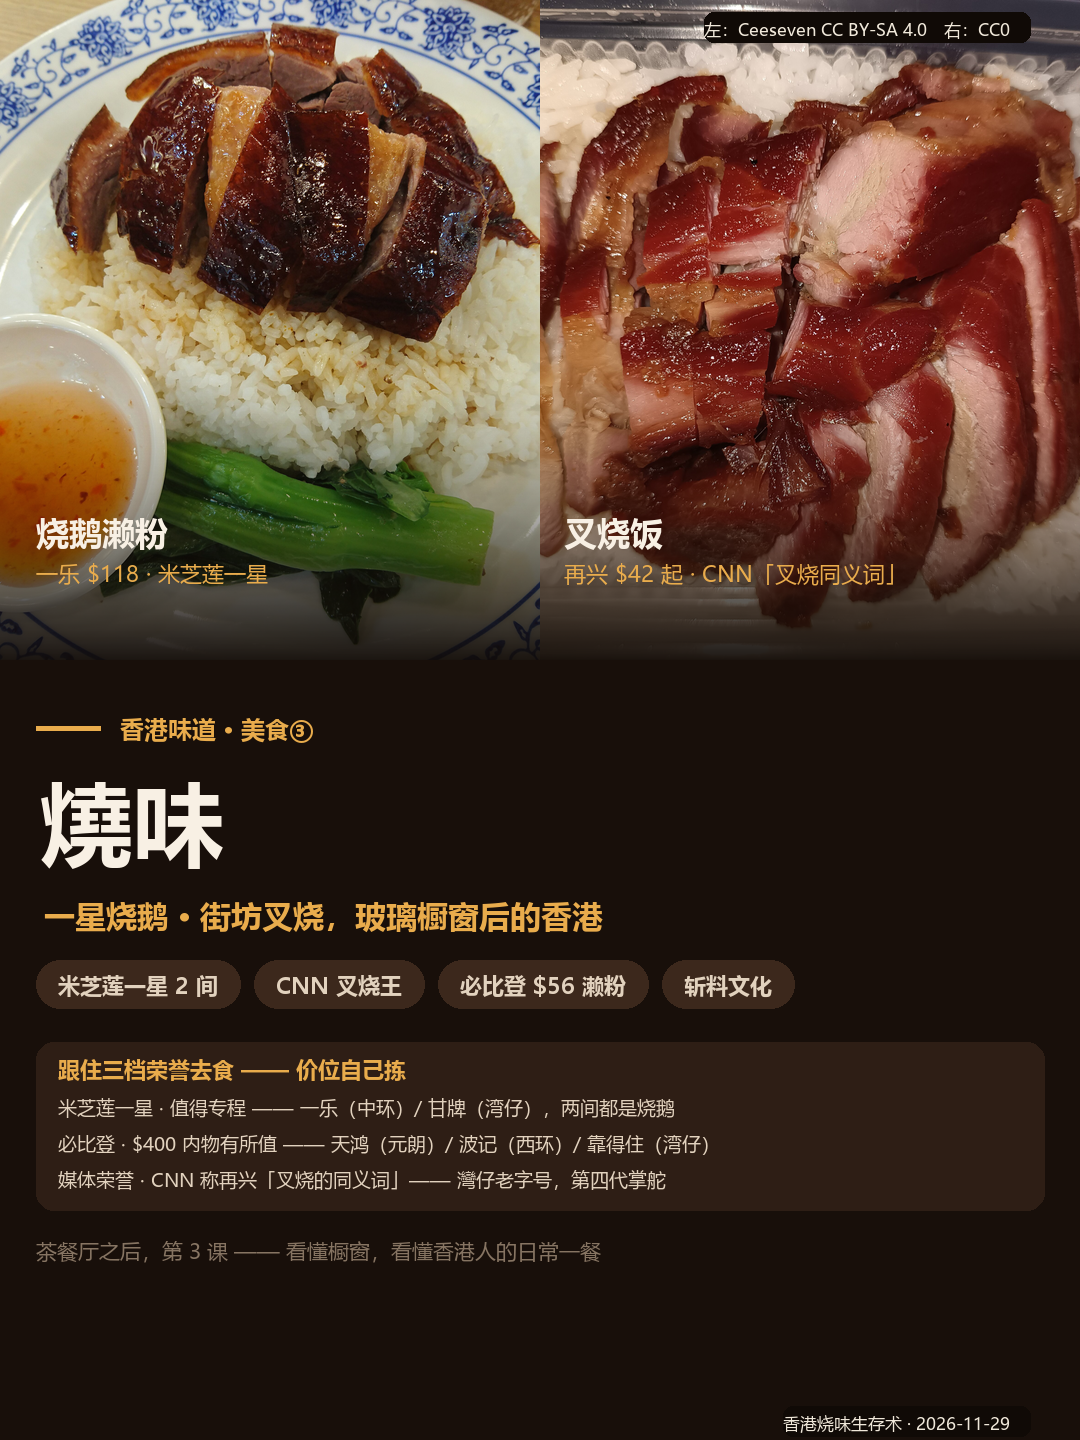 左：Ceeseven CC BY-SA 4.0 右：CC0
烧鹅濑粉
一乐 $118 · 米芝莲一星
叉烧饭
再兴 $42 起 · CNN「叉烧同义词」
香港味道 • 美食③
燒味
一星烧鹅 • 街坊叉烧，玻璃橱窗后的香港
米芝莲一星 2 间
CNN 叉烧王
必比登 $56 濑粉
斩料文化
跟住三档荣誉去食 —— 价位自己拣
米芝莲一星 · 值得专程 —— 一乐（中环）/ 甘牌（湾仔），两间都是烧鹅
必比登 · $400 内物有所值 —— 天鸿（元朗）/ 波记（西环）/ 靠得住（湾仔）
媒体荣誉 · CNN 称再兴「叉烧的同义词」—— 灣仔老字号，第四代掌舵
茶餐厅之后，第 3 课 —— 看懂橱窗，看懂香港人的日常一餐
香港烧味生存术 · 2026-11-29